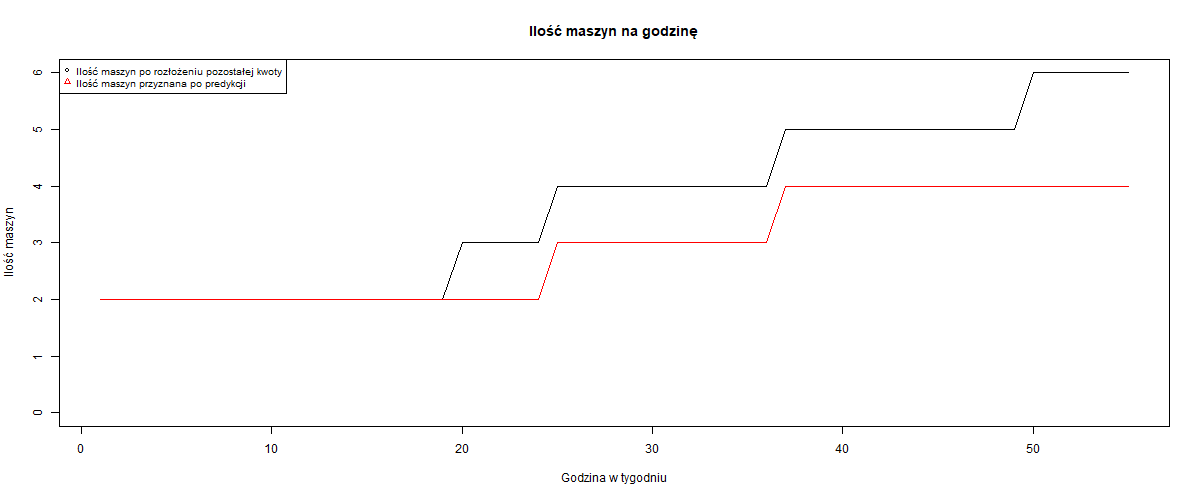 Ilość maszyn na godzinę
Ilość maszyn po rozłożeniu pozostałej kwoty
Ilość maszyn przyznana po predykcji
Ilość maszyn
6
5
4
3
2
1
0
0 10 20 30 40 50
Godzina w tygodniu